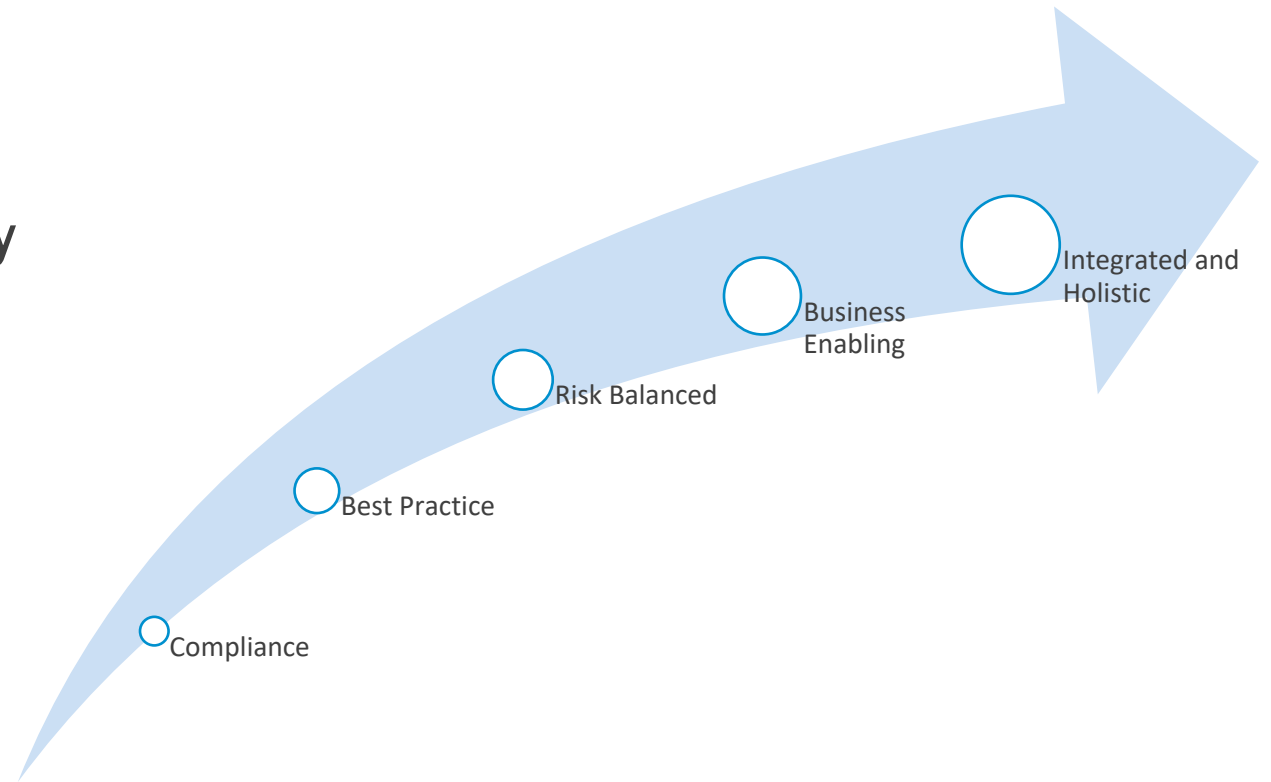 y
Integrated and
Holistic
Business
Enabling
Risk Balanced
Best Practice
Compliance